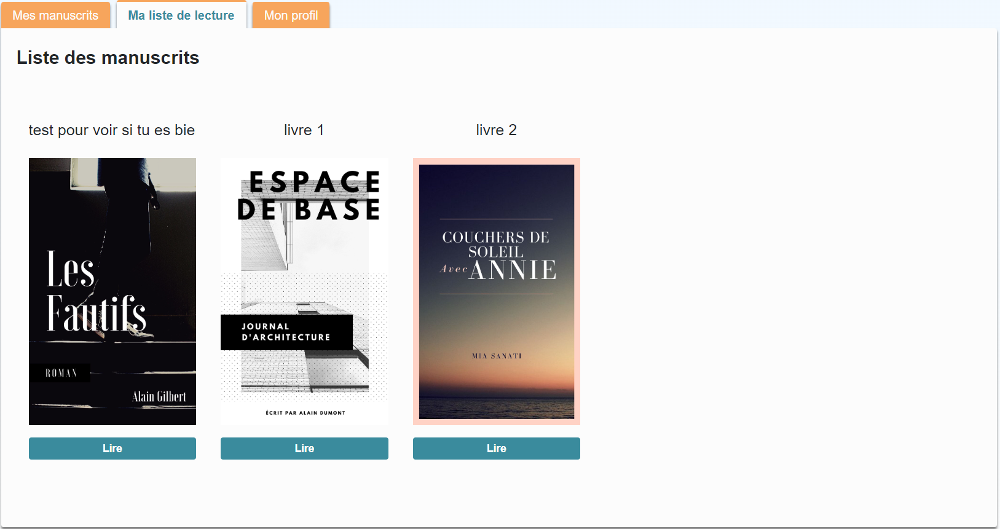 Mes manuscrits
Ma liste de lecture
Mon profil
Liste des manuscrits
test pour voir si tu es bie
livre 1
livre 2
Les
Fautifs
ROMAN
Alain Gilbert
ESPACE
DE BASE
JOURNAL
D'ARCHITECTURE
ÉCRIT PAR ALAIN DUMONT
COUCHERS DE
SOLEIL
Avec ANNIE
MIA SANATI
Lire
Lire
Lire